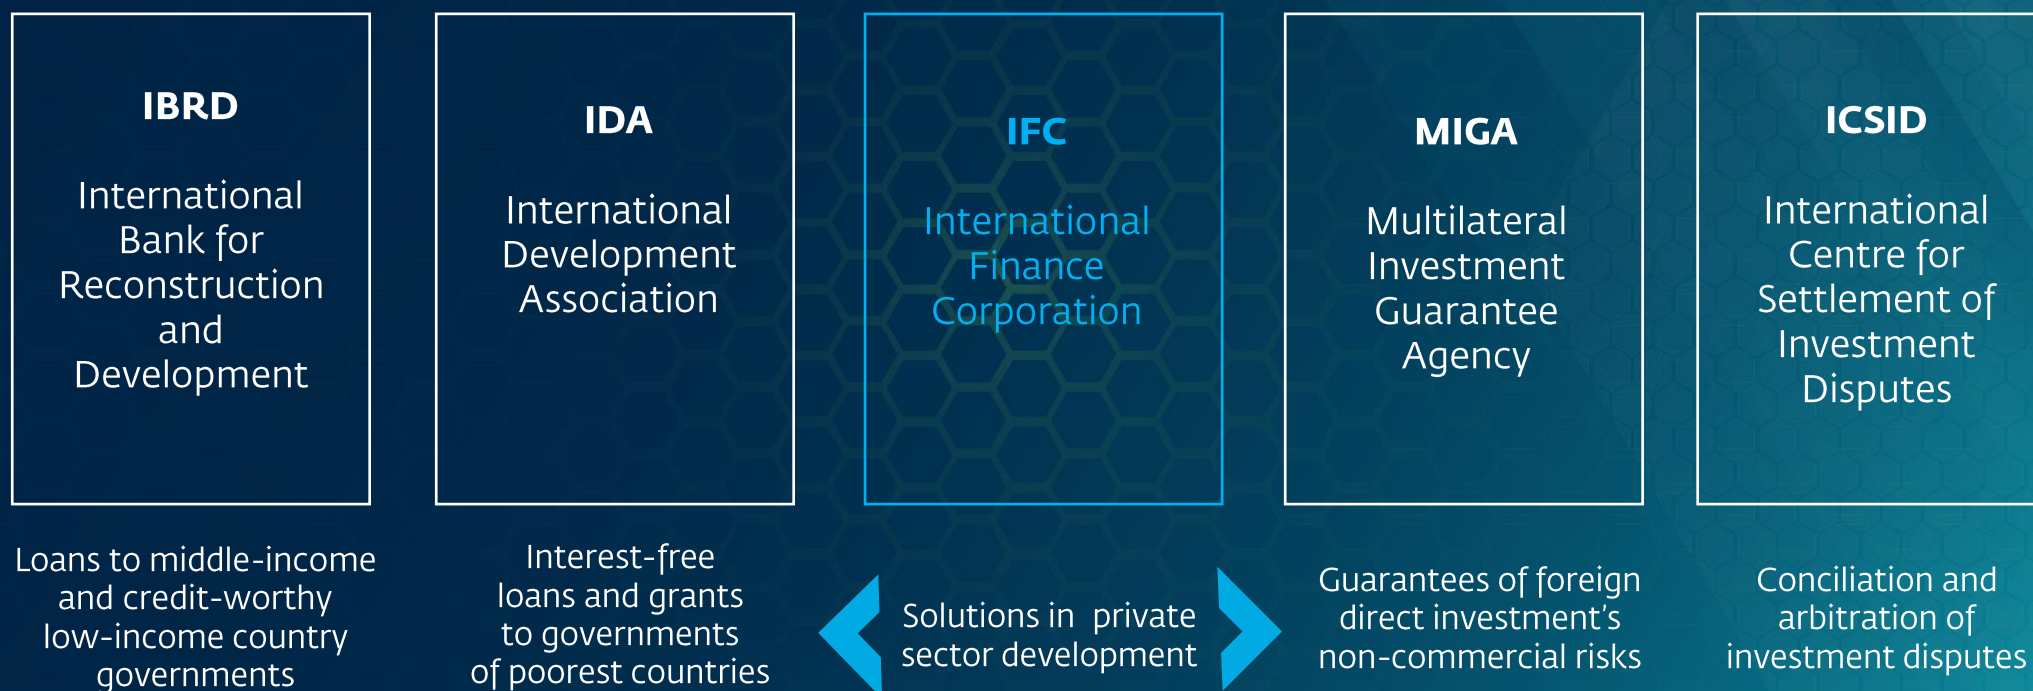 IBRD
International
Bank for
Reconstruction
and
Development
Loans to middle-income
and credit-worthy
low-income country
governments
IDA
International
Development
Association
Interest-free
loans and grants
to governments
of poorest countries
IFC
International
Finance
Corporation
Solutions in private
sector development
MIGA
Multilateral
Investment
Guarantee
Agency
Guarantees of foreign
direct investment’s
non-commercial risks
ICSID
International
Centre for
Settlement of
Investment
Disputes
Conciliation and
arbitration of
investment disputes